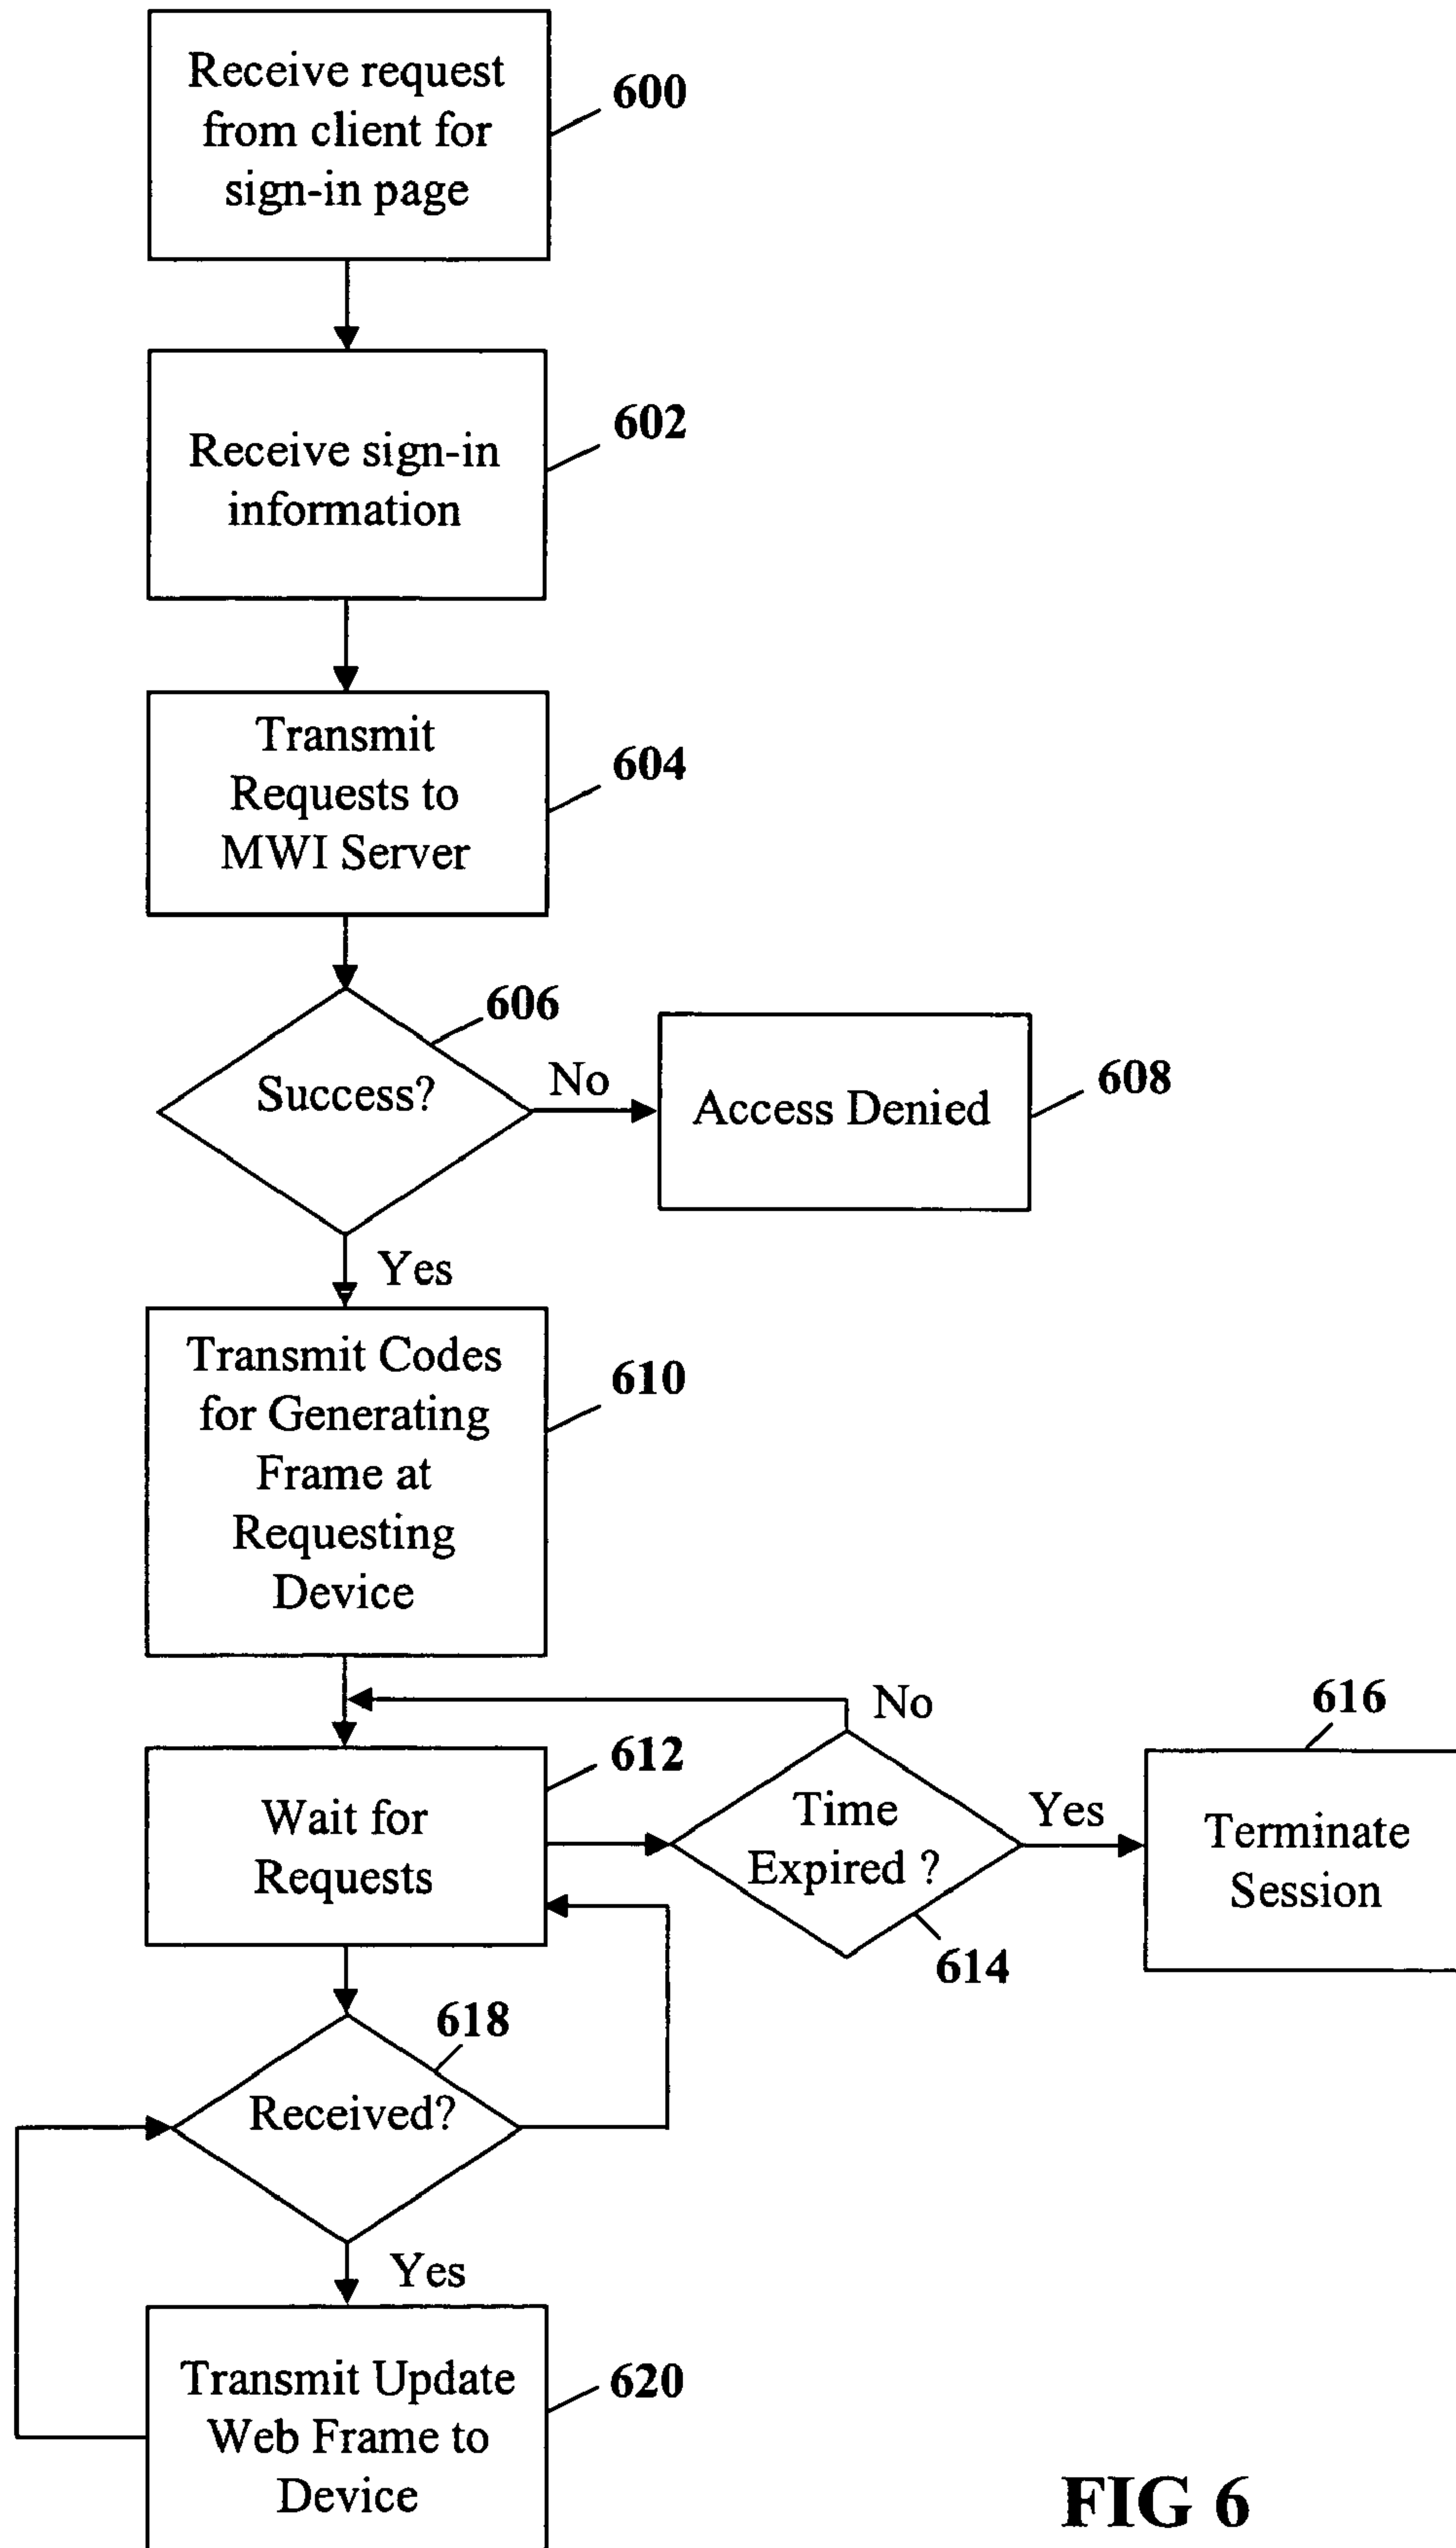 Receive request
from client for
sign-in page
600
Receive sign-in
information
602
Transmit
Requests to
MWI Server
604
606
Success?
No
Access Denied
608
Yes
Transmit Codes
for Generating
Frame at
Requesting
Device
610
No
616
612
Wait for
Requests
Time
Expired ?
Yes
Terminate
Session
614
618
Received?
Yes
Transmit Update
Web Frame to
Device
620
FIG 6